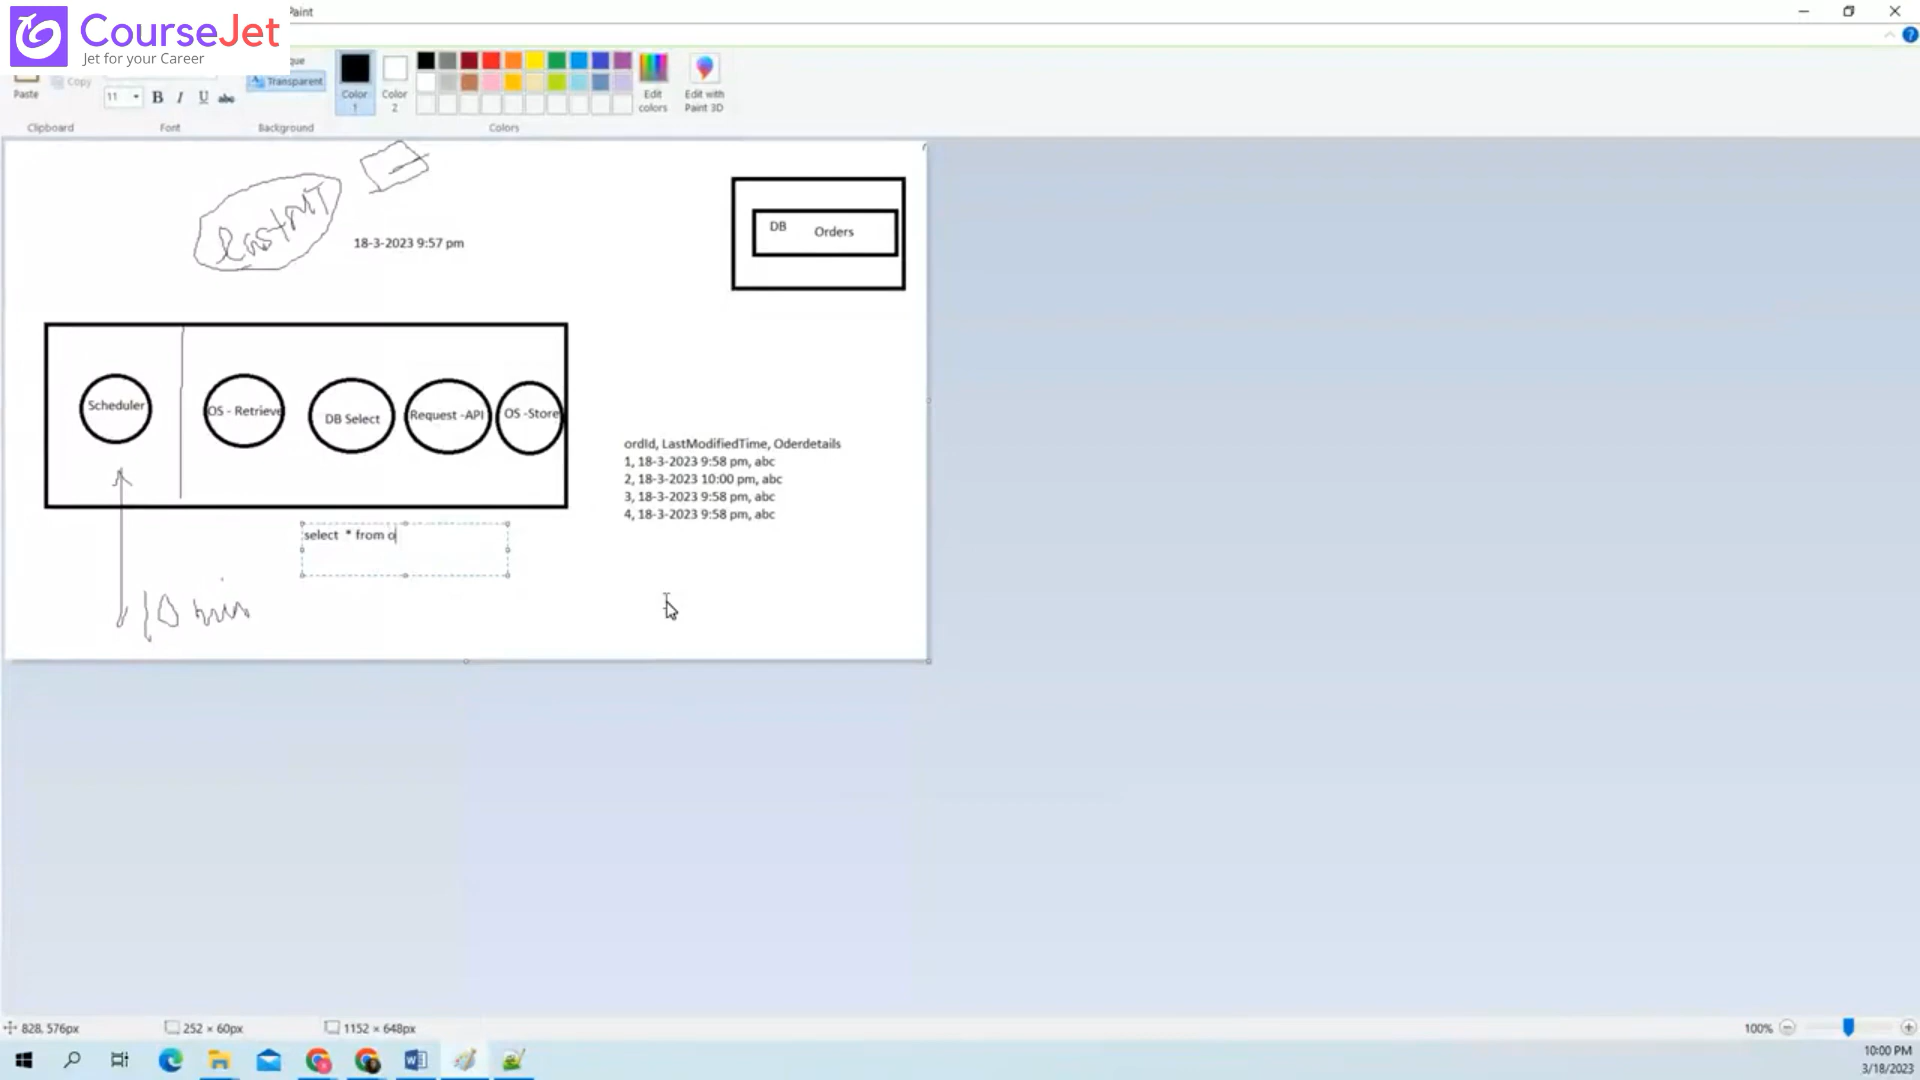 CourseJet
Jet for your Career
Paint
Paste
Copy
11
B I U abc
Transparent
Color 1
Color 2
Edit colors
Edit with Paint 3D
Clipboard
Font
Background
Colors
lastMT
18-3-2023 9:57 pm
DB
Orders
Scheduler
OS - Retrieve
DB Select
Request -API
OS -Store
ordId, LastModifiedTime, Oderdetails
1, 18-3-2023 9:58 pm, abc
2, 18-3-2023 10:00 pm, abc
3, 18-3-2023 9:58 pm, abc
4, 18-3-2023 9:58 pm, abc
select * from o
10 min
828, 576px
252 × 60px
1152 × 648px
100%
10:00 PM
3/18/2023